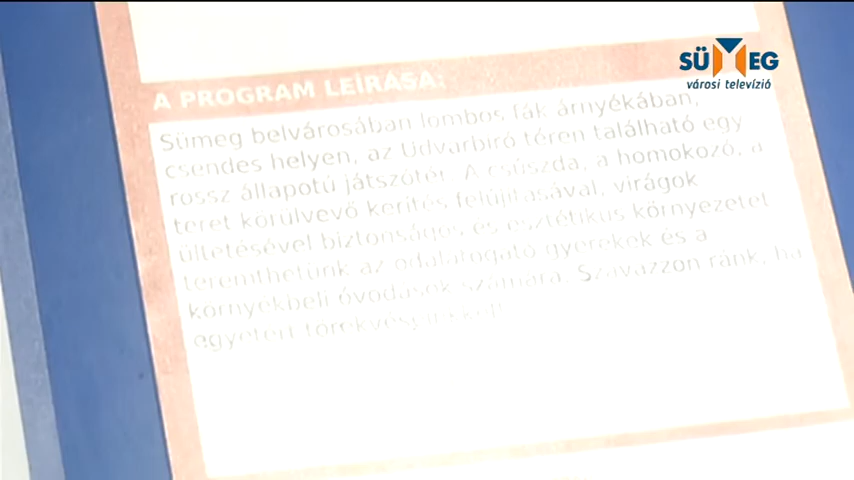 SÜMEG
városi televízió
A PROGRAM LEÍRÁSA:
Sümeg belvárosában lombos fák árnyékában,
csendes helyen, az Udvarbíró téren található egy
rossz állapotú játszótér. A csúszda, a homokozó, a
teret körülvevő kerítés felújításával, virágok
ültetésével biztonságos és esztétikus környezetet
teremthetünk az odalátogató gyerekek és a
környékbeli óvodások számára. Szavazzon ránk, ha
egyetért törekvéseinkkel!